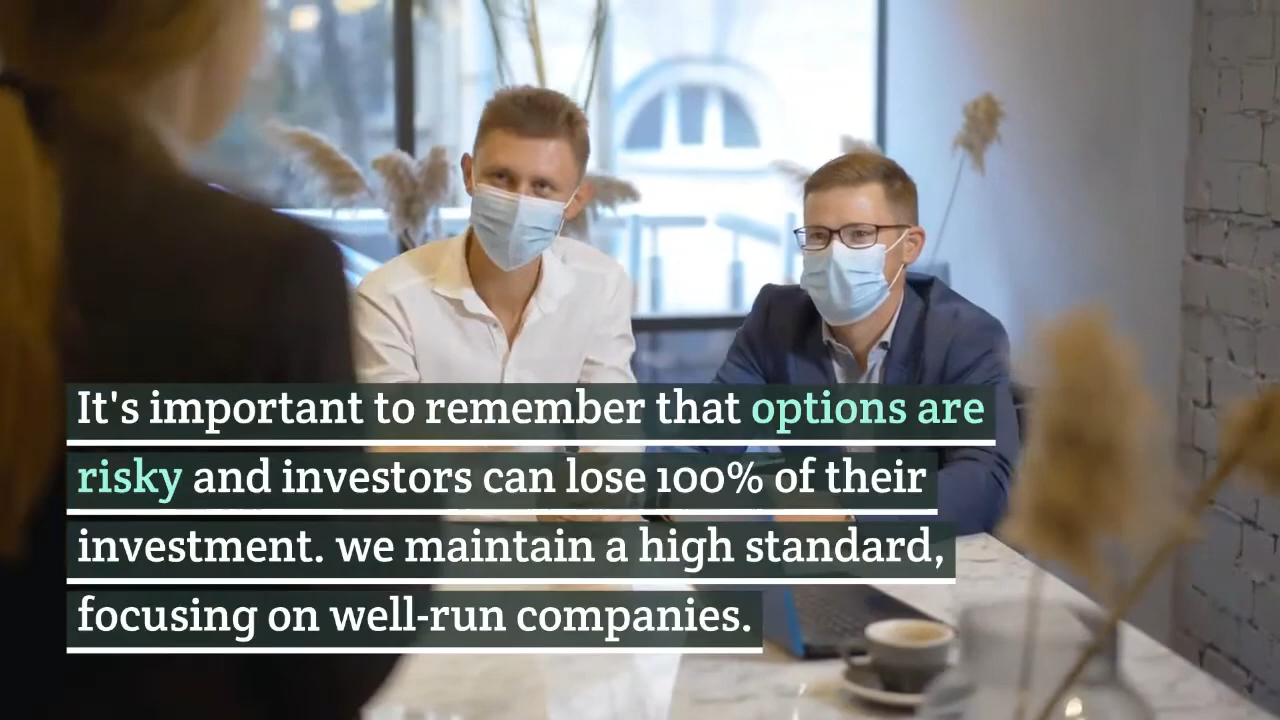 It's important to remember that options are
risky and investors can lose 100% of their
investment. we maintain a high standard,
focusing on well-run companies.